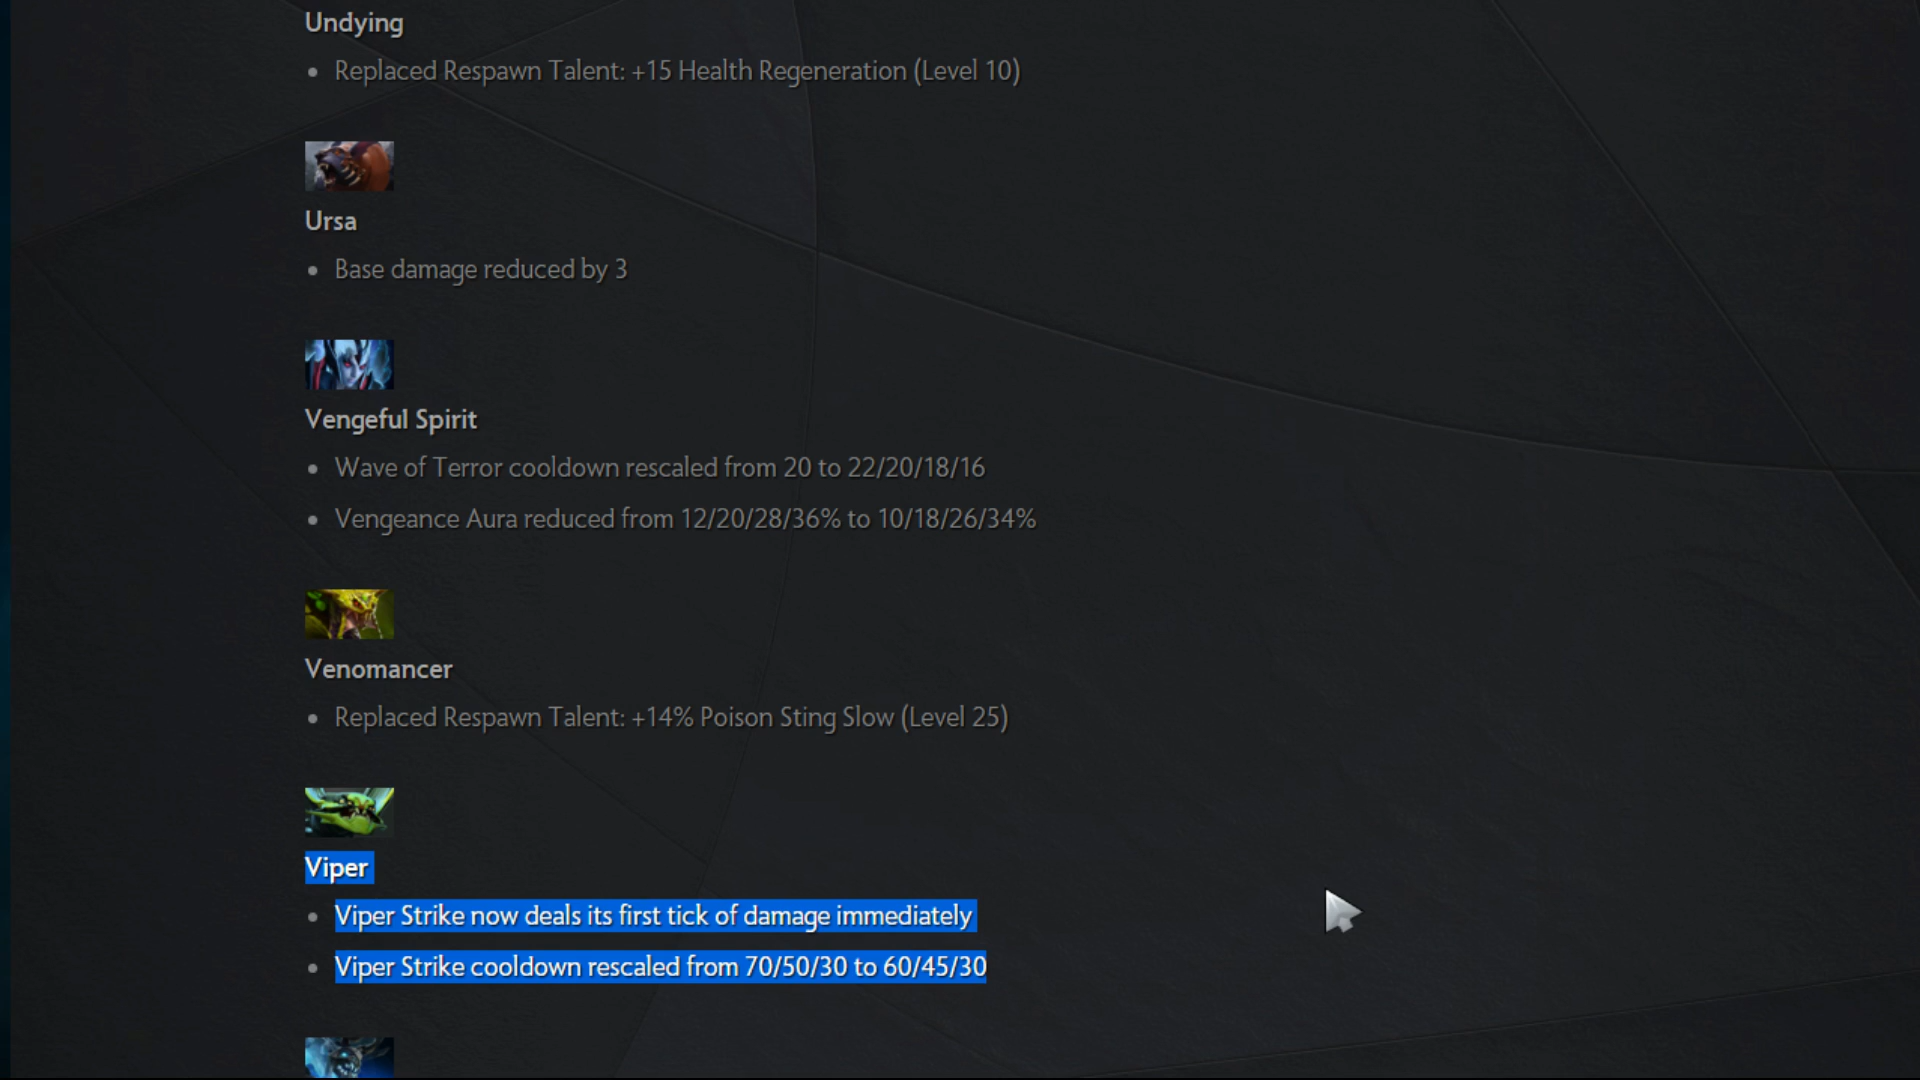 Undying
• Replaced Respawn Talent: +15 Health Regeneration (Level 10)
Ursa
• Base damage reduced by 3
Vengeful Spirit
• Wave of Terror cooldown rescaled from 20 to 22/20/18/16
• Vengeance Aura reduced from 12/20/28/36% to 10/18/26/34%
Venomancer
• Replaced Respawn Talent: +14% Poison Sting Slow (Level 25)
Viper
• Viper Strike now deals its first tick of damage immediately
• Viper Strike cooldown rescaled from 70/50/30 to 60/45/30